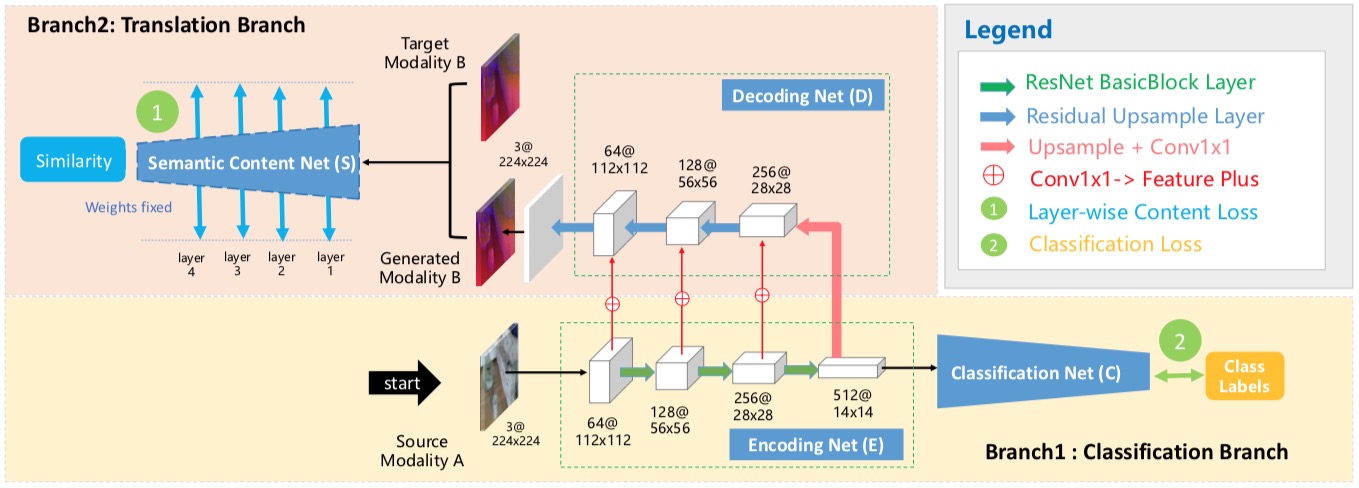 Branch2: Translation Branch
Target
Modality B
Decoding Net (D)
1
Similarity
Semantic Content Net (S)
Weights fixed
layer
4
layer
3
layer
2
layer
1
3@
224x224
64@
112x112
128@
56x56
256@
28x28
Generated
Modality B
Legend
ResNet BasicBlock Layer
Residual Upsample Layer
Upsample + Conv1x1
Conv1x1-> Feature Plus
1
Layer-wise Content Loss
2
Classification Loss
start
Source
Modality A
3@
224x224
64@
112x112
128@
56x56
256@
28x28
512@
14x14
Encoding Net (E)
Classification Net (C)
2
Class
Labels
Branch1 : Classification Branch